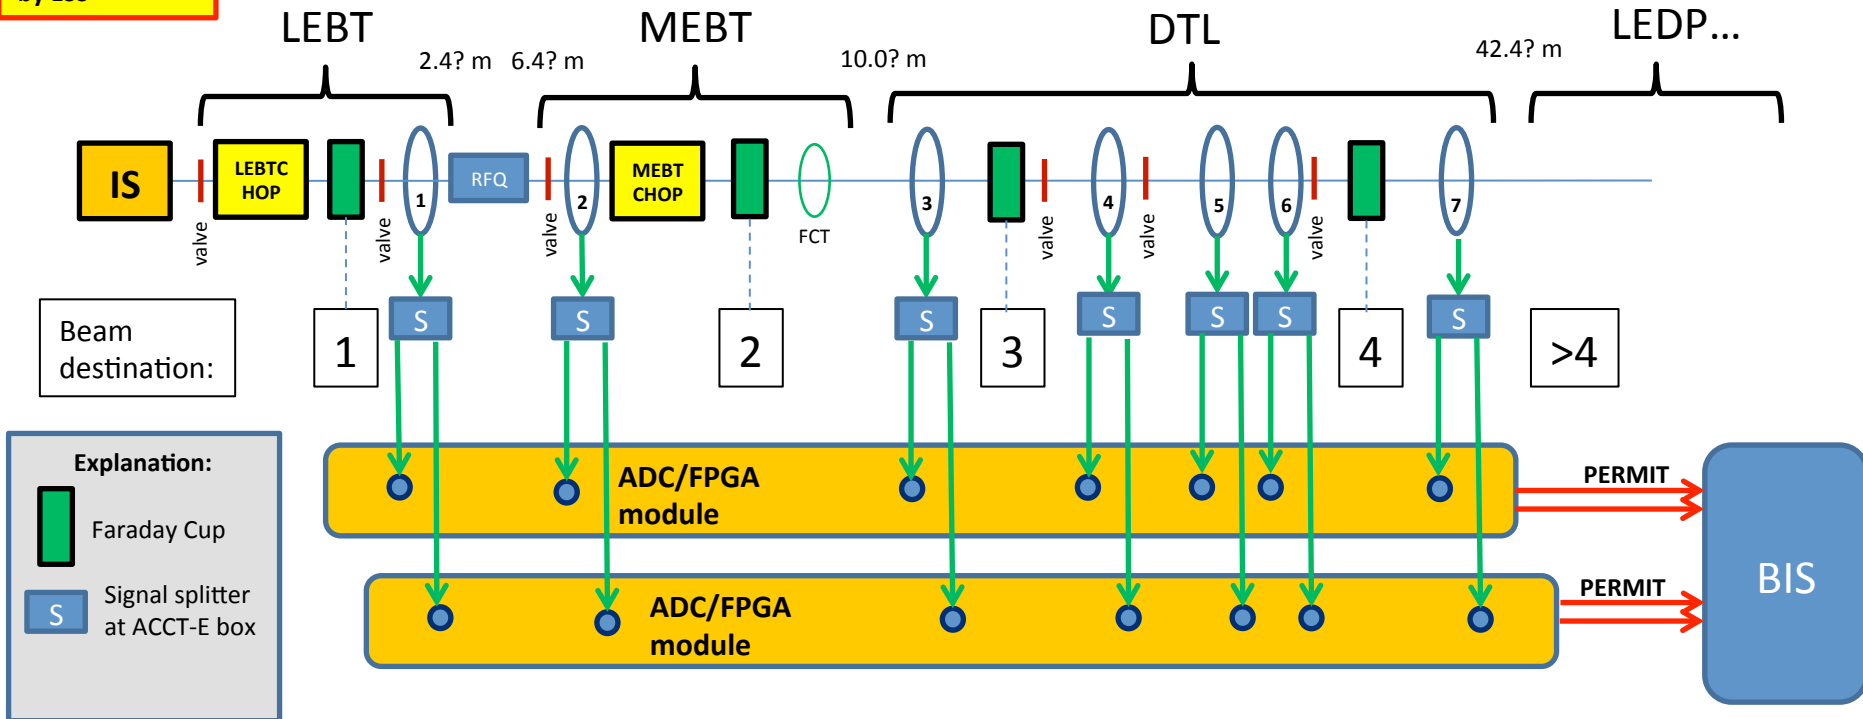 by ESS
LEBT
MEBT
DTL
LEDP...
2.4? m
6.4? m
10.0? m
42.4? m
IS
valve
LEBTC
HOP
valve
1
RFQ
valve
2
MEBT
CHOP
FCT
3
valve
4
valve
5
6
valve
7
S
S
S
S
S
S
S
Beam
destination:
1
2
3
4
>4
Explanation:
Faraday Cup
S
Signal splitter
at ACCT-E box
ADC/FPGA
module
PERMIT
ADC/FPGA
module
PERMIT
BIS